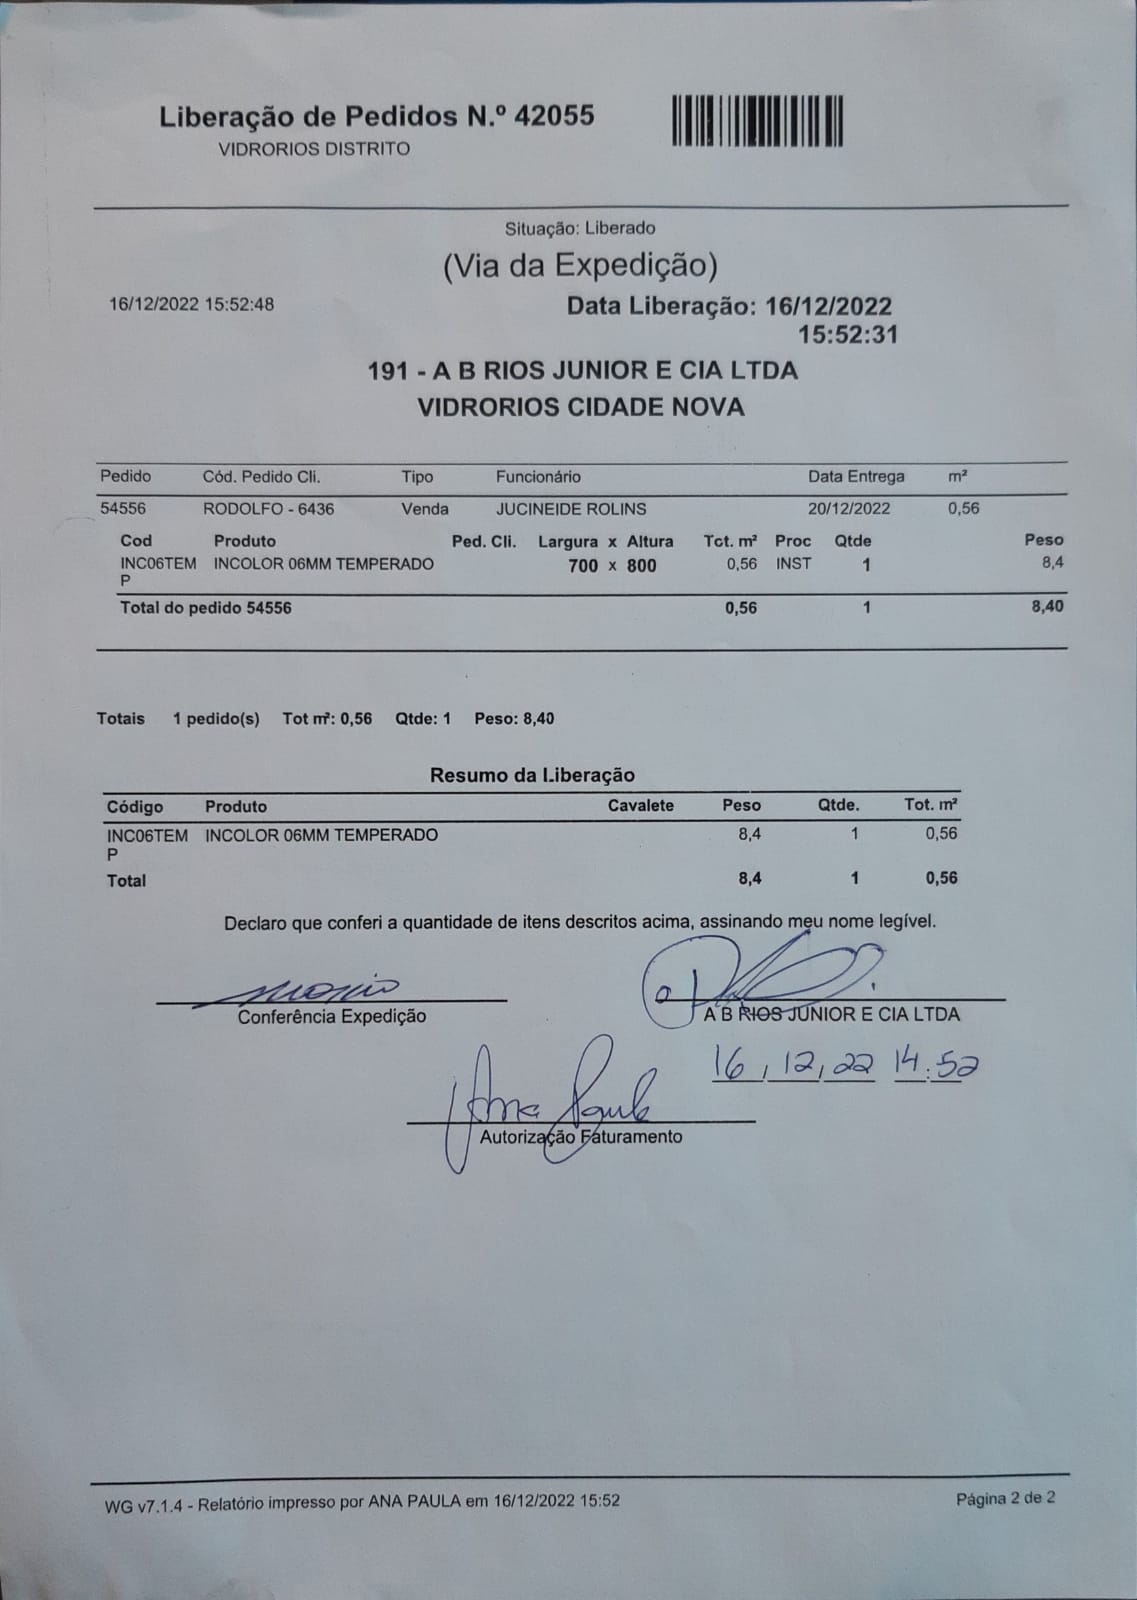 Liberação de Pedidos N.º 42055
VIDRORIOS DISTRITO
Situação: Liberado
(Via da Expedição)
16/12/2022 15:52:48
Data Liberação: 16/12/2022
15:52:31
191 - A B RIOS JUNIOR E CIA LTDA
VIDRORIOS CIDADE NOVA
Pedido Cód. Pedido Cli. Tipo Funcionário Data Entrega m²
54556 RODOLFO - 6436 Venda JUCINEIDE ROLINS 20/12/2022 0,56
Cod Produto Ped. Cli. Largura x Altura Tot. m² Proc Qtde Peso
INC06TEM INCOLOR 06MM TEMPERADO 700 x 800 0,56 INST 1 8,4
P
Total do pedido 54556 0,56 1 8,40
Totais 1 pedido(s) Tot m²: 0,56 Qtde: 1 Peso: 8,40
Resumo da Liberação
Código Produto Cavalete Peso Qtde. Tot. m²
INC06TEM INCOLOR 06MM TEMPERADO 8,4 1 0,56
P
Total 8,4 1 0,56
Declaro que conferi a quantidade de itens descritos acima, assinando meu nome legível.
Conferência Expedição
A B RIOS JUNIOR E CIA LTDA
16, 12, 22 14:52
Ana Paula
Autorização Faturamento
WG v7.1.4 - Relatório impresso por ANA PAULA em 16/12/2022 15:52
Página 2 de 2